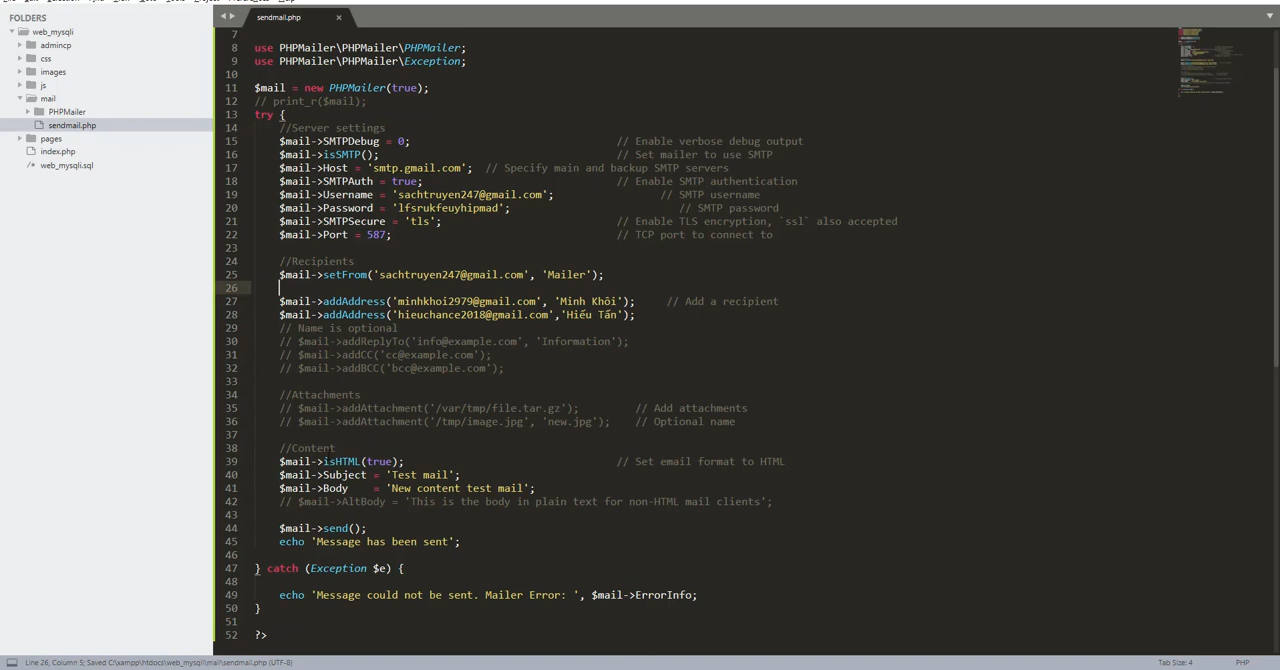 FOLDERS
web_mysqli
admincp
css
images
js
mail
PHPMailer
sendmail.php
pages
index.php
web_mysqli.sql
sendmail.php
7
8 use PHPMailer\PHPMailer\PHPMailer;
9 use PHPMailer\PHPMailer\Exception;
10
11 $mail = new PHPMailer(true);
12 // print_r($mail);
13 try {
14 //Server settings
15 $mail->SMTPDebug = 0; // Enable verbose debug output
16 $mail->isSMTP(); // Set mailer to use SMTP
17 $mail->Host = 'smtp.gmail.com'; // Specify main and backup SMTP servers
18 $mail->SMTPAuth = true; // Enable SMTP authentication
19 $mail->Username = 'sachtruyen247@gmail.com'; // SMTP username
20 $mail->Password = 'lfsrukfeuyhipmad'; // SMTP password
21 $mail->SMTPSecure = 'tls'; // Enable TLS encryption, `ssl` also accepted
22 $mail->Port = 587; // TCP port to connect to
23
24 //Recipients
25 $mail->setFrom('sachtruyen247@gmail.com', 'Mailer');
26
27 $mail->addAddress('minhkhoi2979@gmail.com', 'Minh Khôi'); // Add a recipient
28 $mail->addAddress('hieuchance2018@gmail.com','Hiếu Tấn');
29 // Name is optional
30 // $mail->addReplyTo('info@example.com', 'Information');
31 // $mail->addCC('cc@example.com');
32 // $mail->addBCC('bcc@example.com');
33
34 //Attachments
35 // $mail->addAttachment('/var/tmp/file.tar.gz'); // Add attachments
36 // $mail->addAttachment('/tmp/image.jpg', 'new.jpg'); // Optional name
37
38 //Content
39 $mail->isHTML(true); // Set email format to HTML
40 $mail->Subject = 'Test mail';
41 $mail->Body = 'New content test mail';
42 // $mail->AltBody = 'This is the body in plain text for non-HTML mail clients';
43
44 $mail->send();
45 echo 'Message has been sent';
46
47 } catch (Exception $e) {
48
49 echo 'Message could not be sent. Mailer Error: ', $mail->ErrorInfo;
50 }
51
52 ?>
Line 26, Column 5; Saved C:\xampp\htdocs\web_mysqli\mail\sendmail.php (UTF-8)
Tab Size: 4
PHP